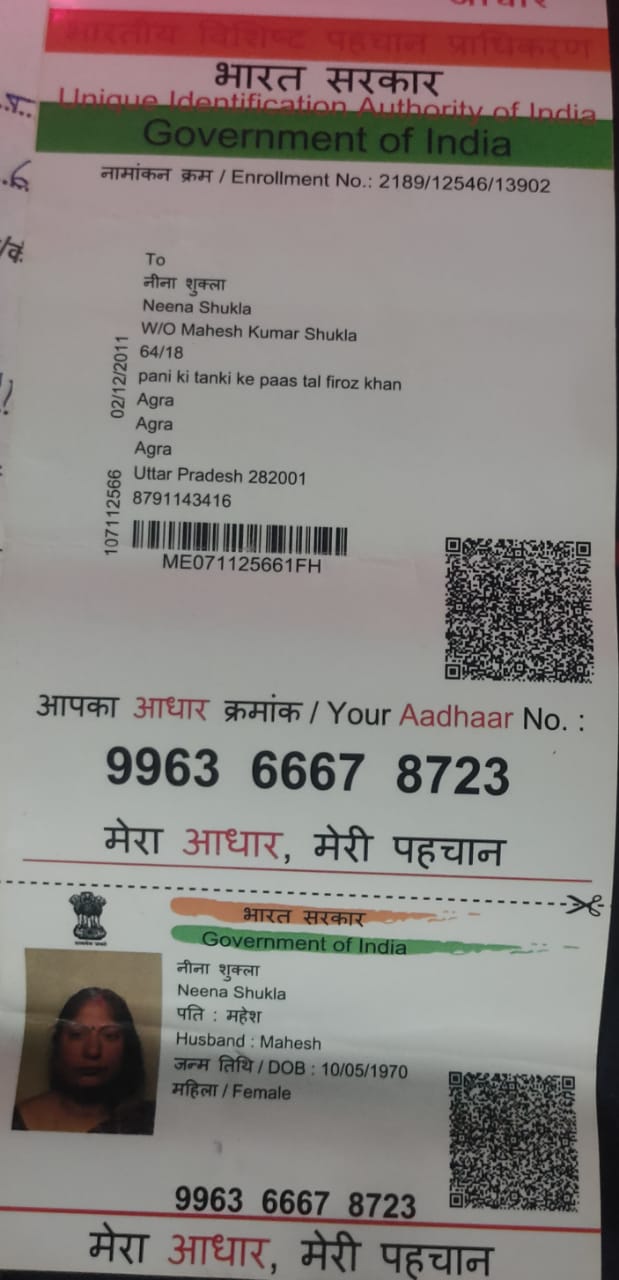 भारतीय विशिष्ट पहचान प्राधिकरण
भारत सरकार
Unique Identification Authority of India
Government of India
नामांकन क्रम / Enrollment No.: 2189/12546/13902
To
नीना शुक्ला
Neena Shukla
W/O Mahesh Kumar Shukla
64/18
pani ki tanki ke paas tal firoz khan
Agra
Agra
Agra
Uttar Pradesh 282001
8791143416
02/12/2011
107112566
ME071125661FH
आपका आधार क्रमांक / Your Aadhaar No. :
9963 6667 8723
मेरा आधार, मेरी पहचान
भारत सरकार
Government of India
नीना शुक्ला
Neena Shukla
पति : महेश
Husband : Mahesh
जन्म तिथि / DOB : 10/05/1970
महिला / Female
9963 6667 8723
मेरा आधार, मेरी पहचान